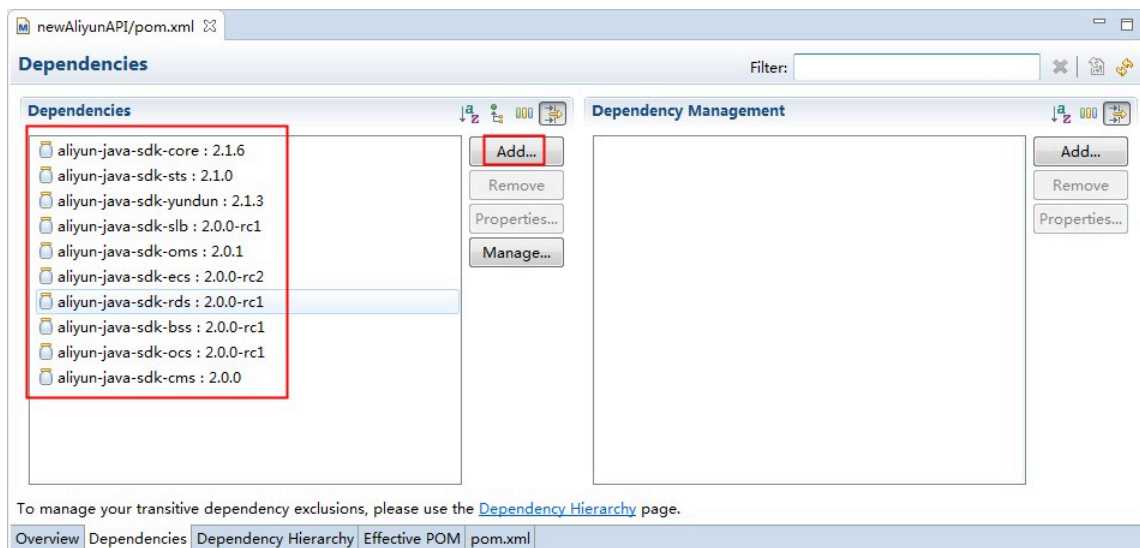 newAliyunAPI/pom.xml
Dependencies
Filter:
Dependencies
aliyun-java-sdk-core : 2.1.6
aliyun-java-sdk-sts : 2.1.0
aliyun-java-sdk-yundun : 2.1.3
aliyun-java-sdk-slb : 2.0.0-rc1
aliyun-java-sdk-oms : 2.0.1
aliyun-java-sdk-ecs : 2.0.0-rc2
aliyun-java-sdk-rds : 2.0.0-rc1
aliyun-java-sdk-bss : 2.0.0-rc1
aliyun-java-sdk-ocs : 2.0.0-rc1
aliyun-java-sdk-cms : 2.0.0
Add...
Remove
Properties...
Manage...
Dependency Management
Add...
Remove
Properties...
To manage your transitive dependency exclusions, please use the Dependency Hierarchy page.
Overview Dependencies Dependency Hierarchy Effective POM pom.xml